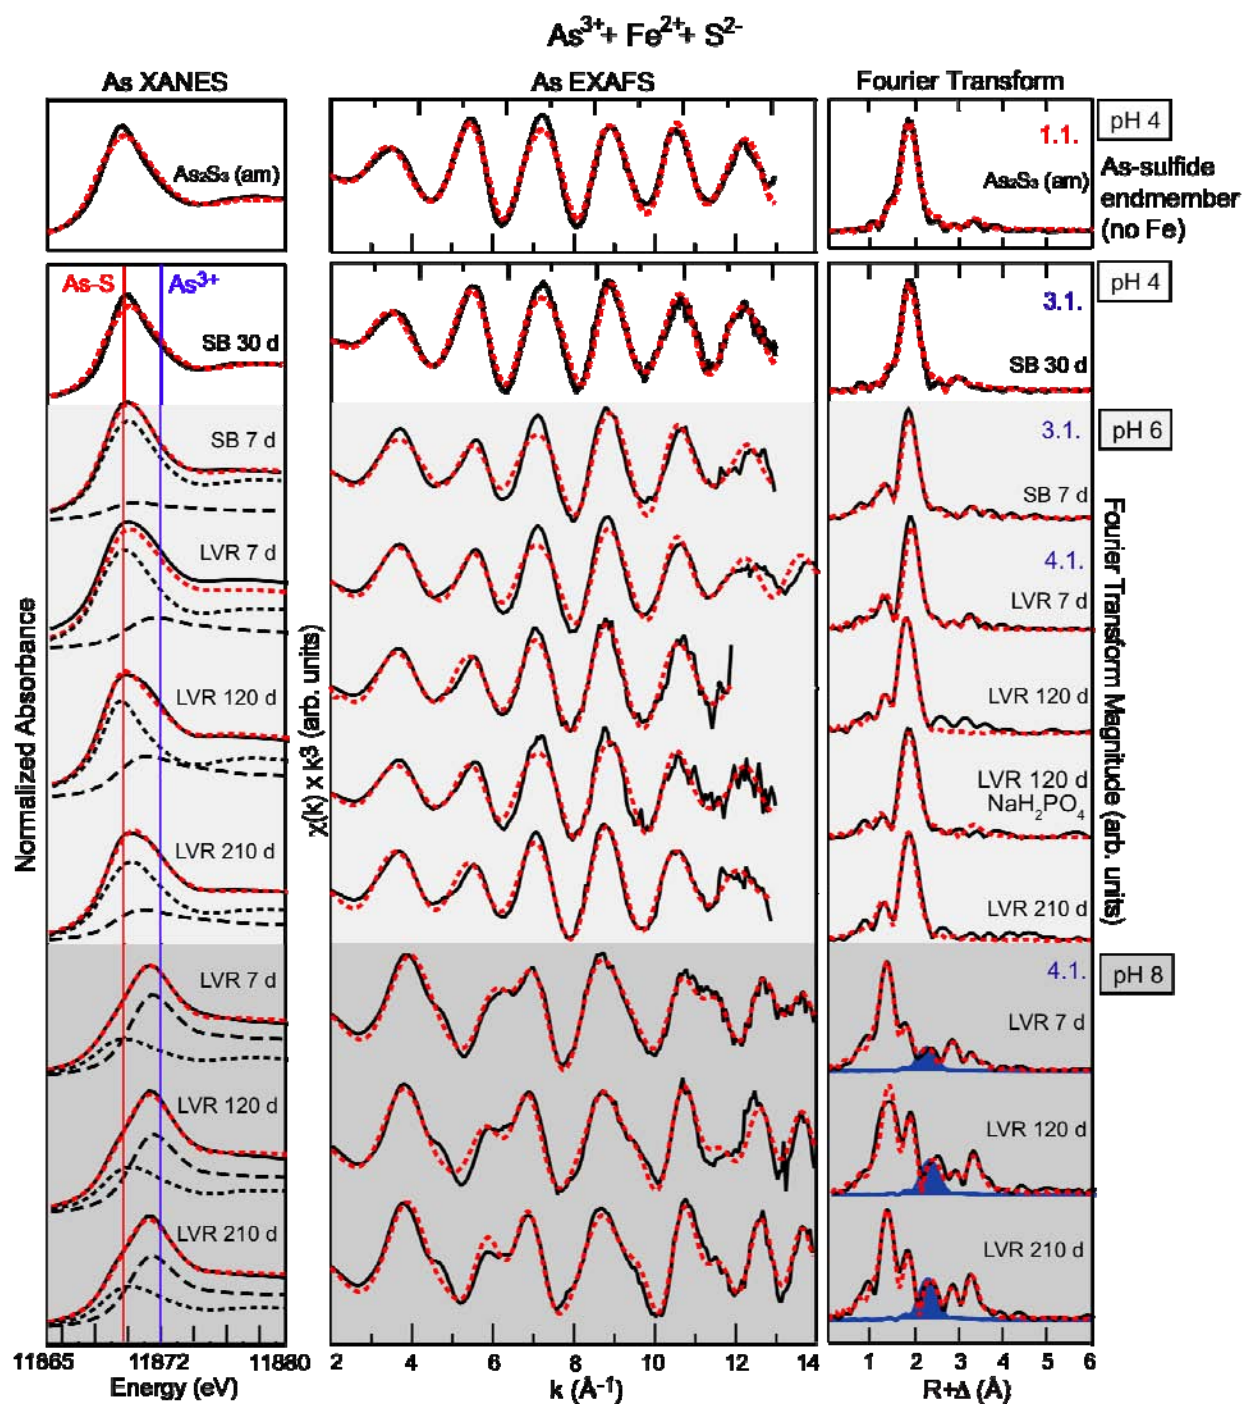 As³⁺+ Fe²⁺+ S²⁻
As XANES
As EXAFS
Fourier Transform
As₂S₃ (am)
1.1.
As₂S₃ (am)
pH 4
As-sulfide
endmember
(no Fe)
As-S
As³⁺
SB 30 d
3.1.
SB 30 d
pH 4
SB 7 d
3.1.
SB 7 d
pH 6
LVR 7 d
4.1.
LVR 7 d
LVR 120 d
LVR 120 d
LVR 120 d
NaH₂PO₄
LVR 210 d
LVR 210 d
LVR 7 d
4.1.
LVR 7 d
pH 8
LVR 120 d
LVR 120 d
LVR 210 d
LVR 210 d
Normalized Absorbance
χ(k) x k³ (arb. units)
Fourier Transform Magnitude (arb. units)
11865 11872 11880
2 4 6 8 10 12 14
1 2 3 4 5 6
Energy (eV)
k (Å⁻¹)
R+Δ (Å)